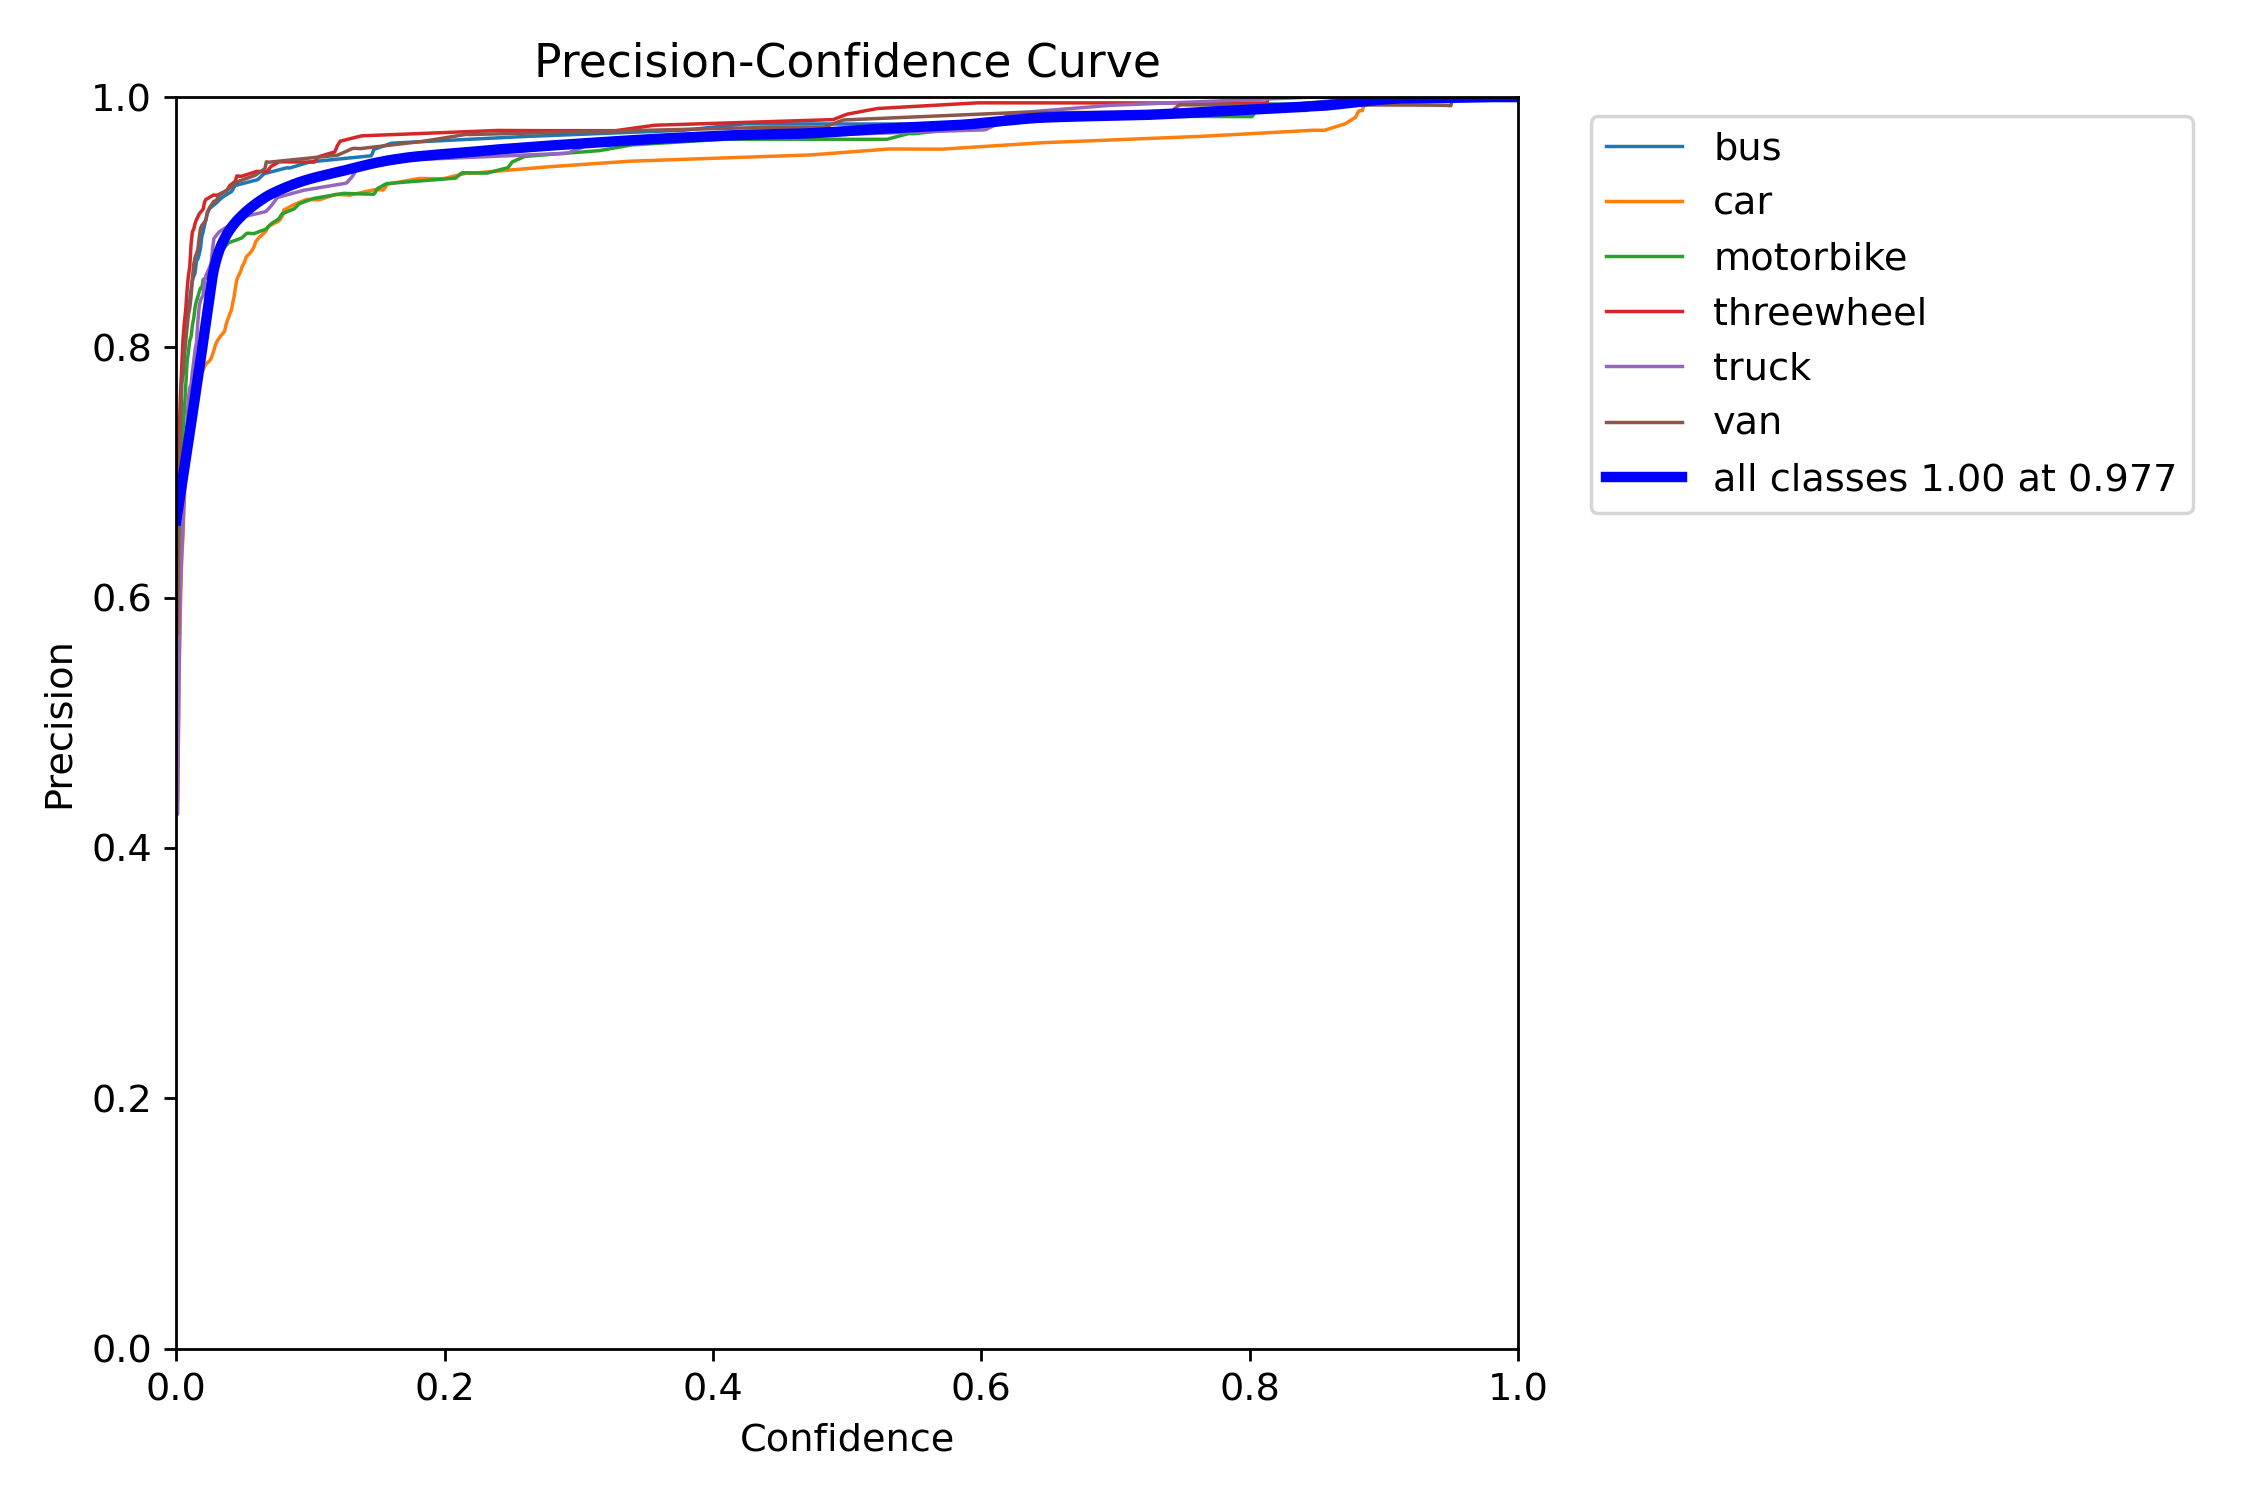 Precision-Confidence Curve
1.0
0.8
0.6
0.4
0.2
0.0
Precision
0.0 0.2 0.4 0.6 0.8 1.0
Confidence
bus
car
motorbike
threewheel
truck
van
all classes 1.00 at 0.977